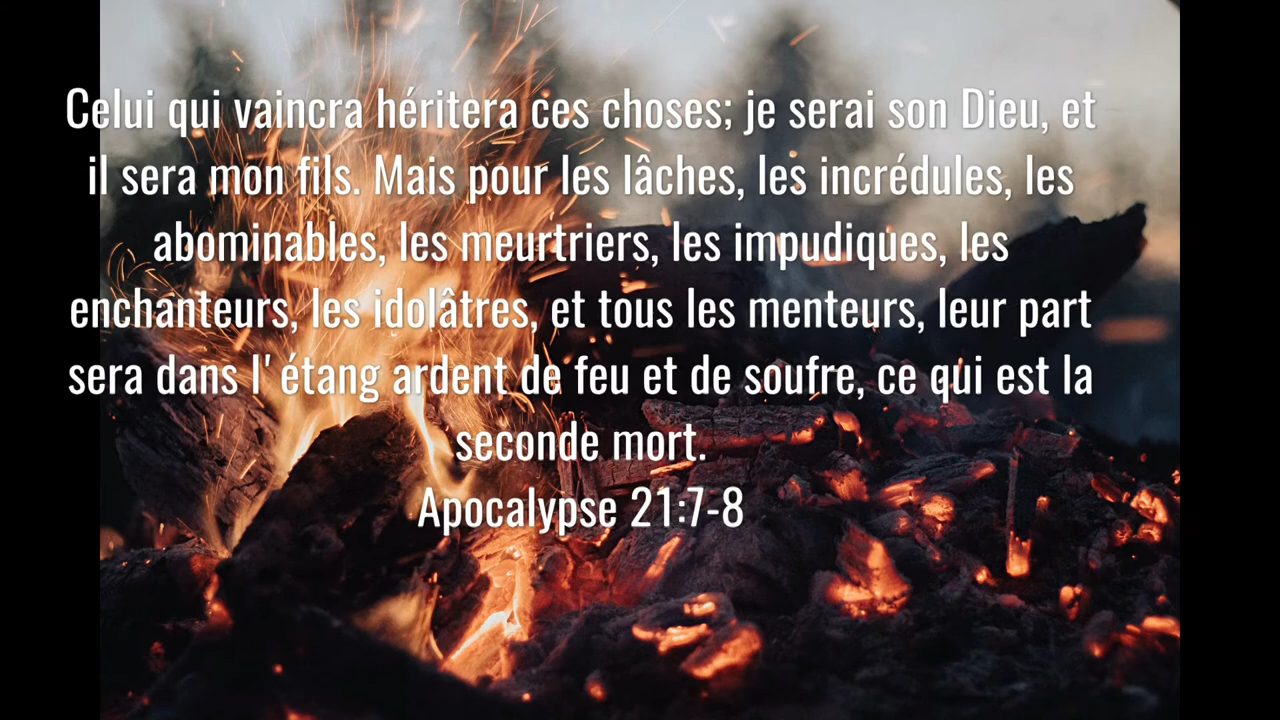 Celui qui vaincra héritera ces choses; je serai son Dieu, et
il sera mon fils. Mais pour les lâches, les incrédules, les
abominables, les meurtriers, les impudiques, les
enchanteurs, les idolâtres, et tous les menteurs, leur part
sera dans l'étang ardent de feu et de soufre, ce qui est la
seconde mort.
Apocalypse 21:7-8